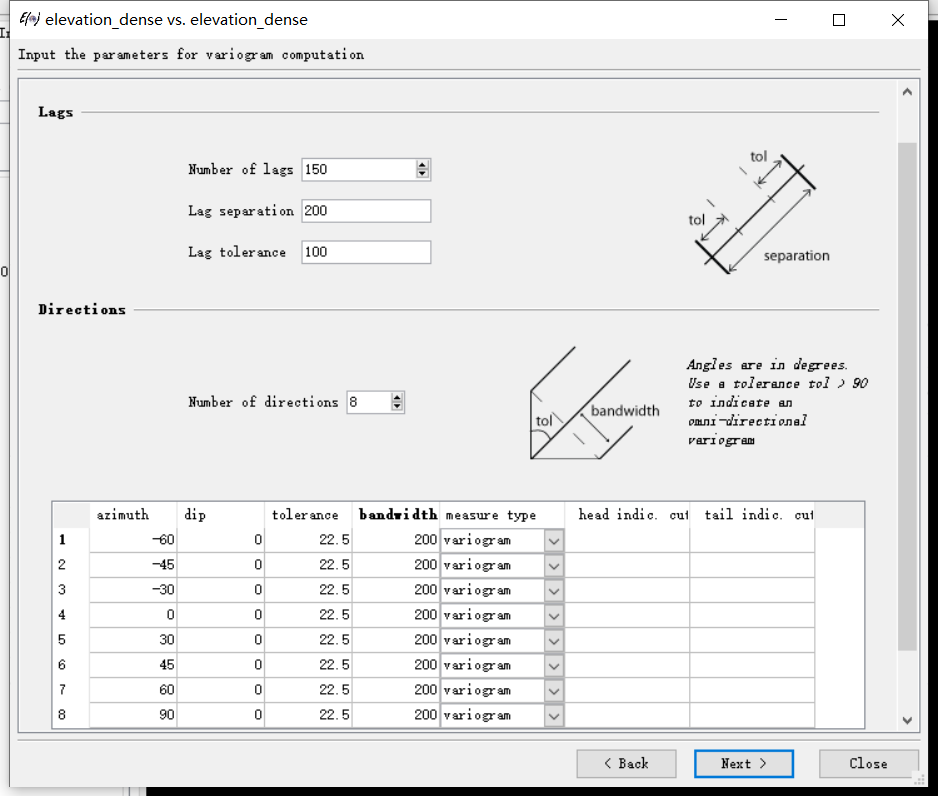 elevation_dense vs. elevation_dense
Input the parameters for variogram computation
Lags
Number of lags 150
Lag separation 200
Lag tolerance 100
tol
tol
separation
Directions
Number of directions 8
tol
bandwidth
Angles are in degrees.
Use a tolerance tol > 90
to indicate an
omni-directional
variogram
azimuth dip tolerance bandwidth measure type head indic. cut tail indic. cut
1 -60 0 22.5 200 variogram
2 -45 0 22.5 200 variogram
3 -30 0 22.5 200 variogram
4 0 0 22.5 200 variogram
5 30 0 22.5 200 variogram
6 45 0 22.5 200 variogram
7 60 0 22.5 200 variogram
8 90 0 22.5 200 variogram
< Back Next > Close